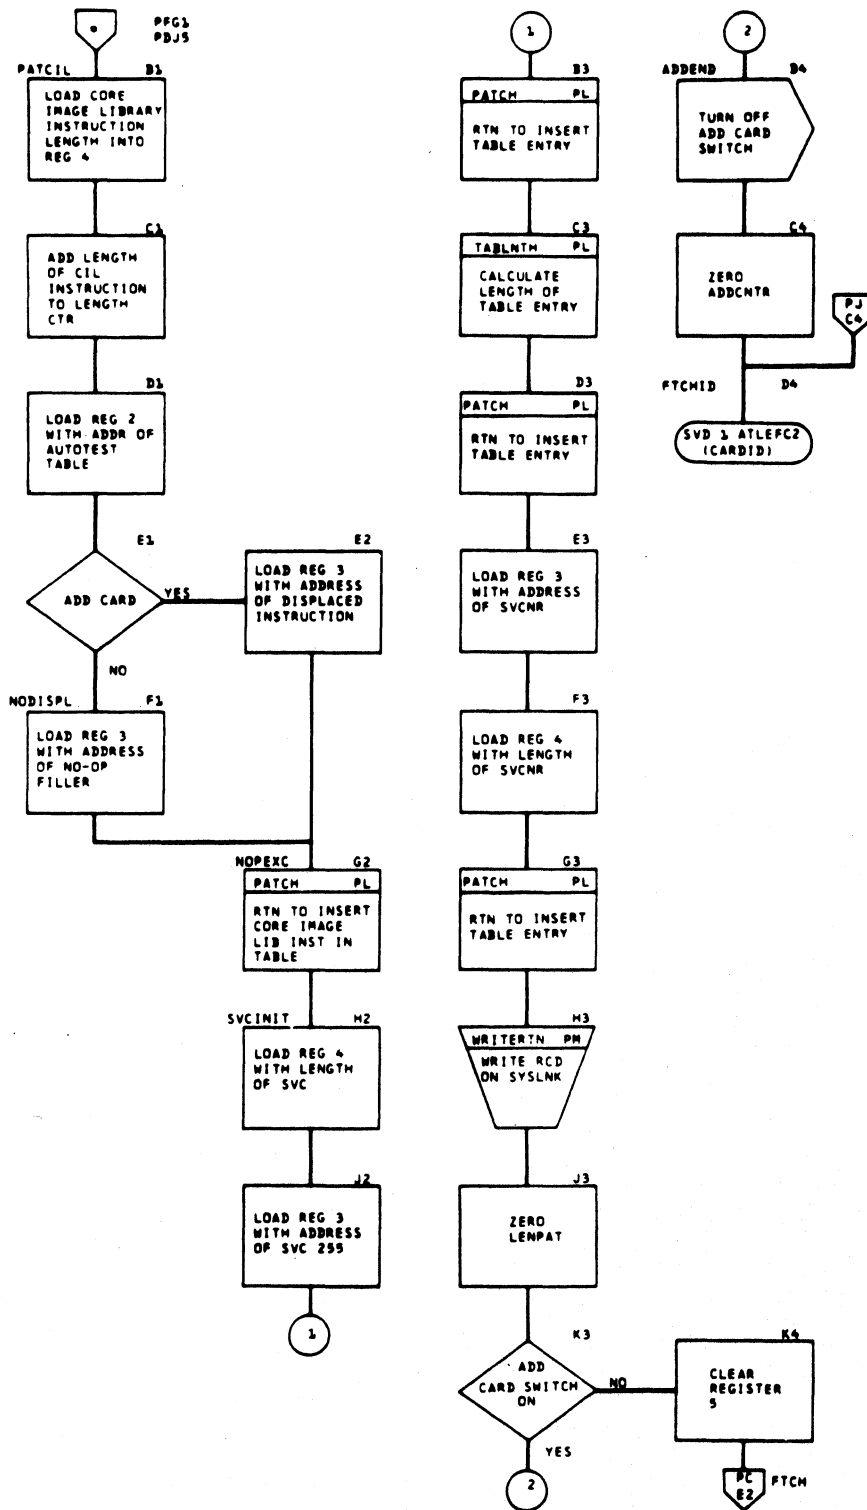 PFG1
PDJ5
PATCIL B1
LOAD CORE
IMAGE LIBRARY
INSTRUCTION
LENGTH INTO
REG 4
C1
ADD LENGTH
OF CIL
INSTRUCTION
TO LENGTH
CTR
D1
LOAD REG 2
WITH ADDR OF
AUTOTEST
TABLE
E1
ADD CARD
YES
NO
E2
LOAD REG 3
WITH ADDRESS
OF DISPLACED
INSTRUCTION
NODISPL F1
LOAD REG 3
WITH ADDRESS
OF NO-OP
FILLER
NOPEXC G2
PATCH PL
RTN TO INSERT
CORE IMAGE
LIB INST IN
TABLE
SVCINIT H2
LOAD REG 4
WITH LENGTH
OF SVC
J2
LOAD REG 3
WITH ADDRESS
OF SVC 255
1
1
B3
PATCH PL
RTN TO INSERT
TABLE ENTRY
C3
TABLNTH PL
CALCULATE
LENGTH OF
TABLE ENTRY
D3
PATCH PL
RTN TO INSERT
TABLE ENTRY
E3
LOAD REG 3
WITH ADDRESS
OF SVCNR
F3
LOAD REG 4
WITH LENGTH
OF SVCNR
G3
PATCH PL
RTN TO INSERT
TABLE ENTRY
H3
WRITERTN PM
WRITE RCD
ON SYSLNK
J3
ZERO
LENPAT
K3
ADD
CARD SWITCH
ON
NO
YES
2
K4
CLEAR
REGISTER
5
PC
E2
FTCH
2
ADDEND B4
TURN OFF
ADD CARD
SWITCH
C4
ZERO
ADDCNTR
PJ
C4
FTCHID D4
SVD 1 ATLEFC2
(CARDID)